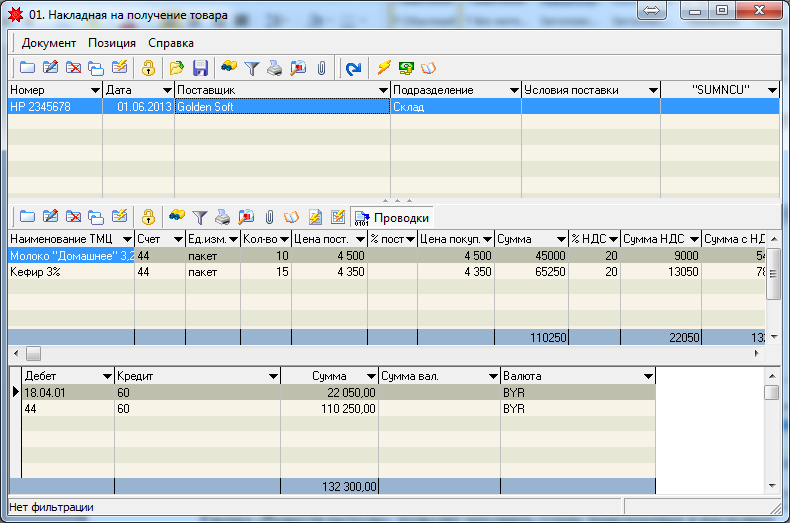 01. Накладная на получение товара
Документ Позиция Справка
Номер Дата Поставщик Подразделение Условия поставки "SUMNCU"
НР 2345678 01.06.2013 Golden Soft Склад
0101 Проводки
Наименование ТМЦ Счет Ед.изм. Кол-во Цена пост. % пост Цена покуп. Сумма % НДС Сумма НДС Сумма с НД
Молоко "Домашнее" 3,2 44 пакет 10 4 500 4 500 45000 20 9000 54
Кефир 3% 44 пакет 15 4 350 4 350 65250 20 13050 78
110250 22050 132
Дебет Кредит Сумма Сумма вал. Валюта
18.04.01 60 22 050,00 BYR
44 60 110 250,00 BYR
132 300,00
Нет фильтрации